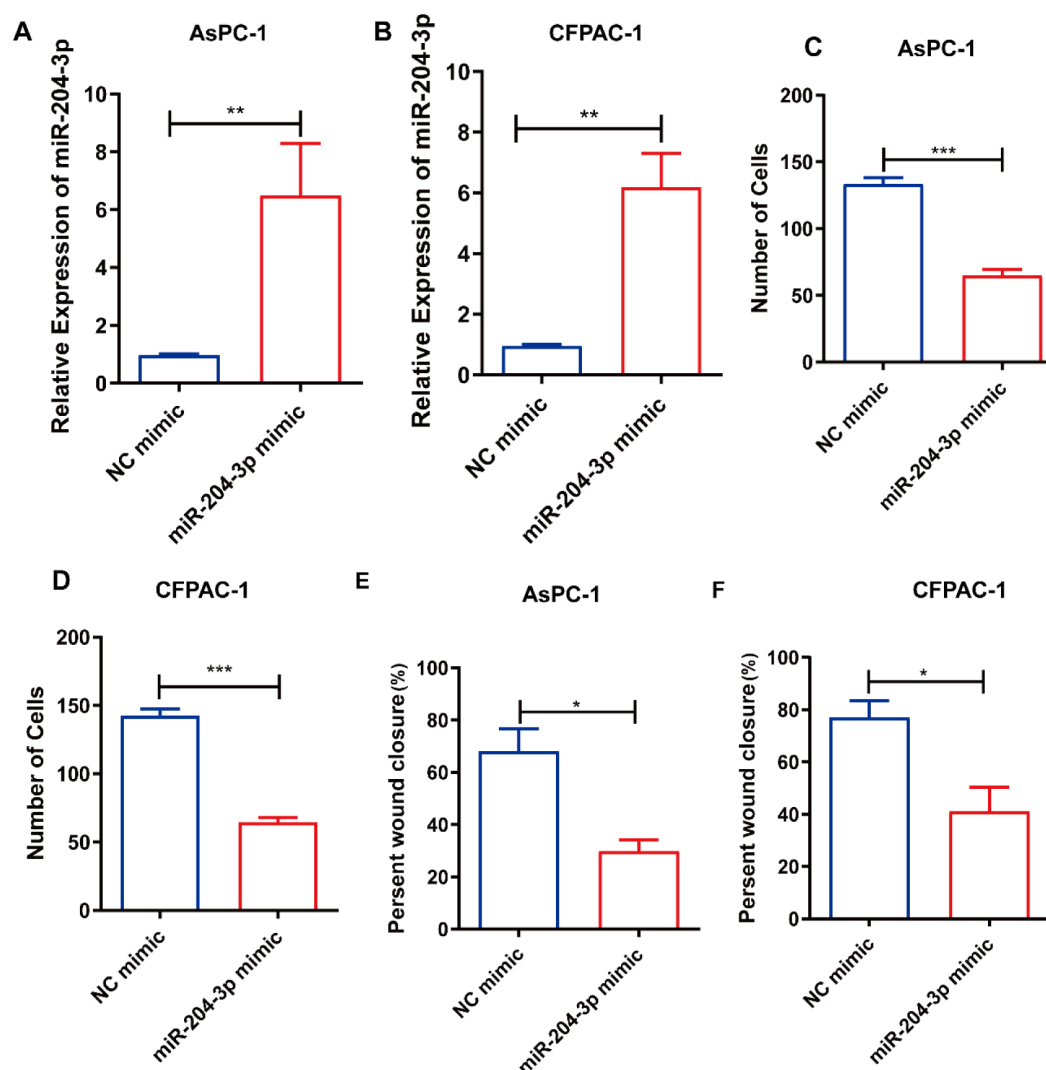 A
AsPC-1
Relative Expression of miR-204-3p
10
8
6
4
2
0
**
NC mimic
miR-204-3p mimic
B
CFPAC-1
Relative Expression of miR-204-3p
10
8
6
4
2
0
**
NC mimic
miR-204-3p mimic
C
AsPC-1
Number of Cells
200
150
100
50
0
***
NC mimic
miR-204-3p mimic
D
CFPAC-1
Number of Cells
200
150
100
50
0
***
NC mimic
miR-204-3p mimic
E
AsPC-1
Persent wound closure(%)
100
80
60
40
20
0
*
NC mimic
miR-204-3p mimic
F
CFPAC-1
Persent wound closure(%)
100
80
60
40
20
0
*
NC mimic
miR-204-3p mimic